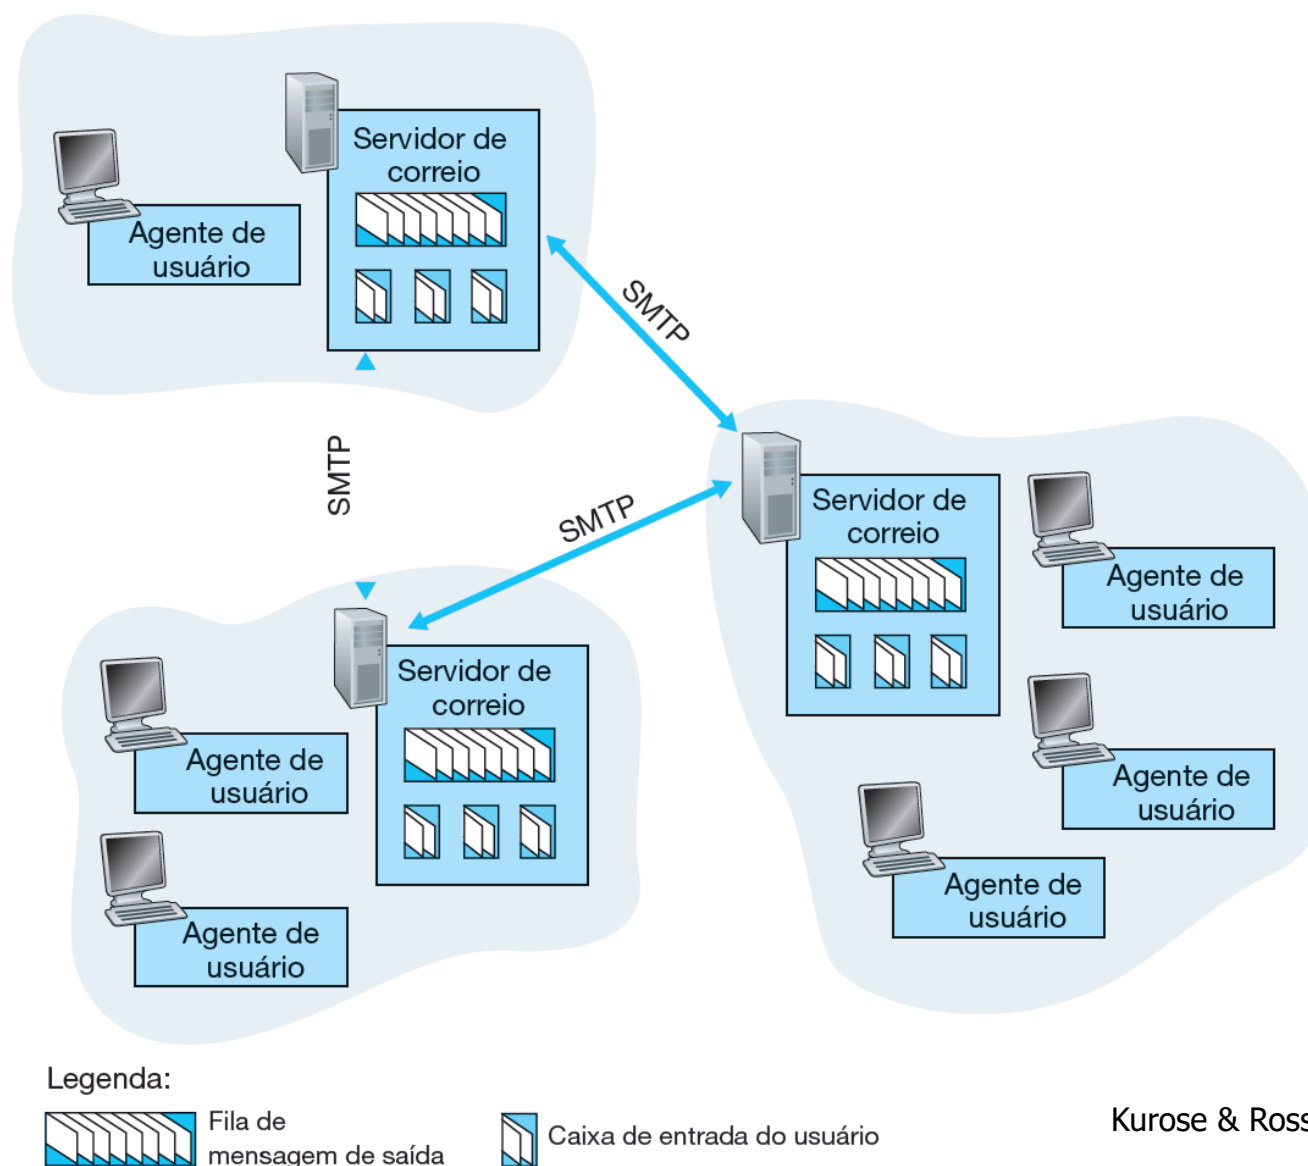 Servidor de
correio
Agente de
usuário
SMTP
SMTP
SMTP
Servidor de
correio
Agente de
usuário
Agente de
usuário
Agente de
usuário
Servidor de
correio
Agente de
usuário
Agente de
usuário
Legenda:
Fila de
mensagem de saída
Caixa de entrada do usuário
Kurose & Ross